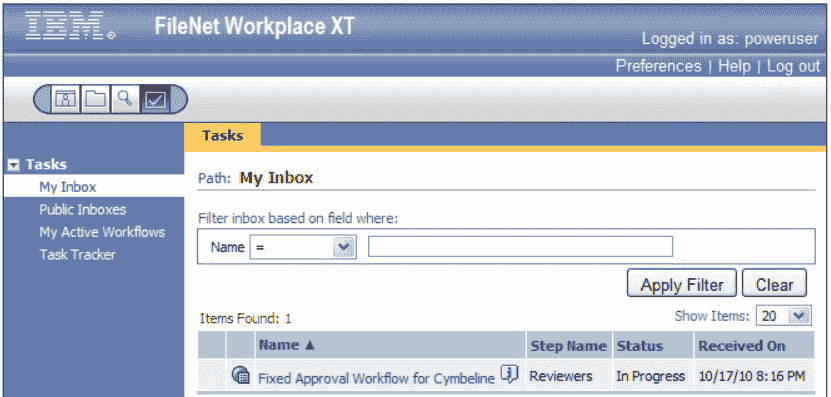 IBM® FileNet Workplace XT
Logged in as: poweruser
Preferences | Help | Log out
Tasks
Tasks
My Inbox
Public Inboxes
My Active Workflows
Task Tracker
Path: My Inbox
Filter inbox based on field where:
Name =
Apply Filter Clear
Items Found: 1 Show Items: 20
Name ▲ Step Name Status Received On
Fixed Approval Workflow for Cymbeline Reviewers In Progress 10/17/10 8:16 PM